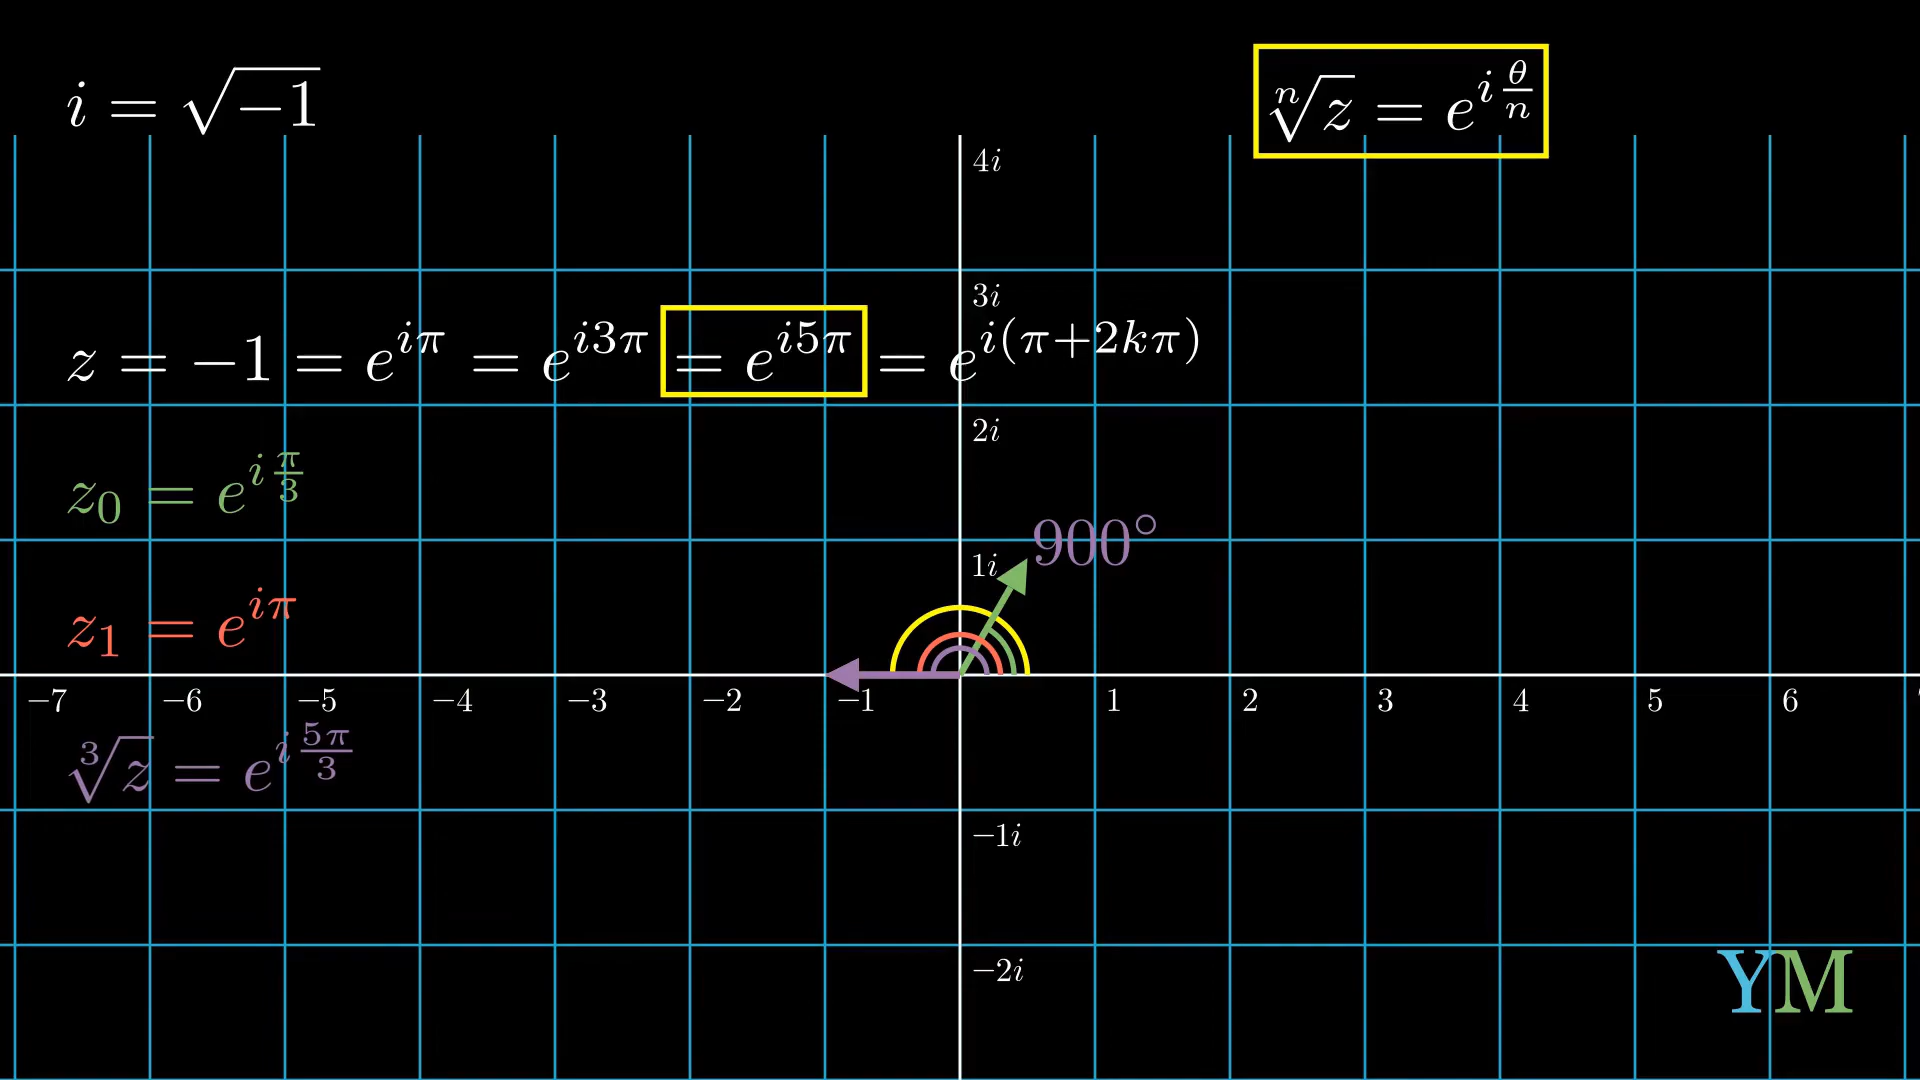 i = √−1
ⁿ√z = e^{i θ/n}
4i
3i
z = −1 = e^{iπ} = e^{i3π} = e^{i5π} = e^{i(π+2kπ)}
2i
z₀ = e^{i π/3}
900°
1i
z₁ = e^{iπ}
−7 −6 −5 −4 −3 −2 −1 1 2 3 4 5 6
³√z = e^{i 5π/3}
−1i
−2i
YM